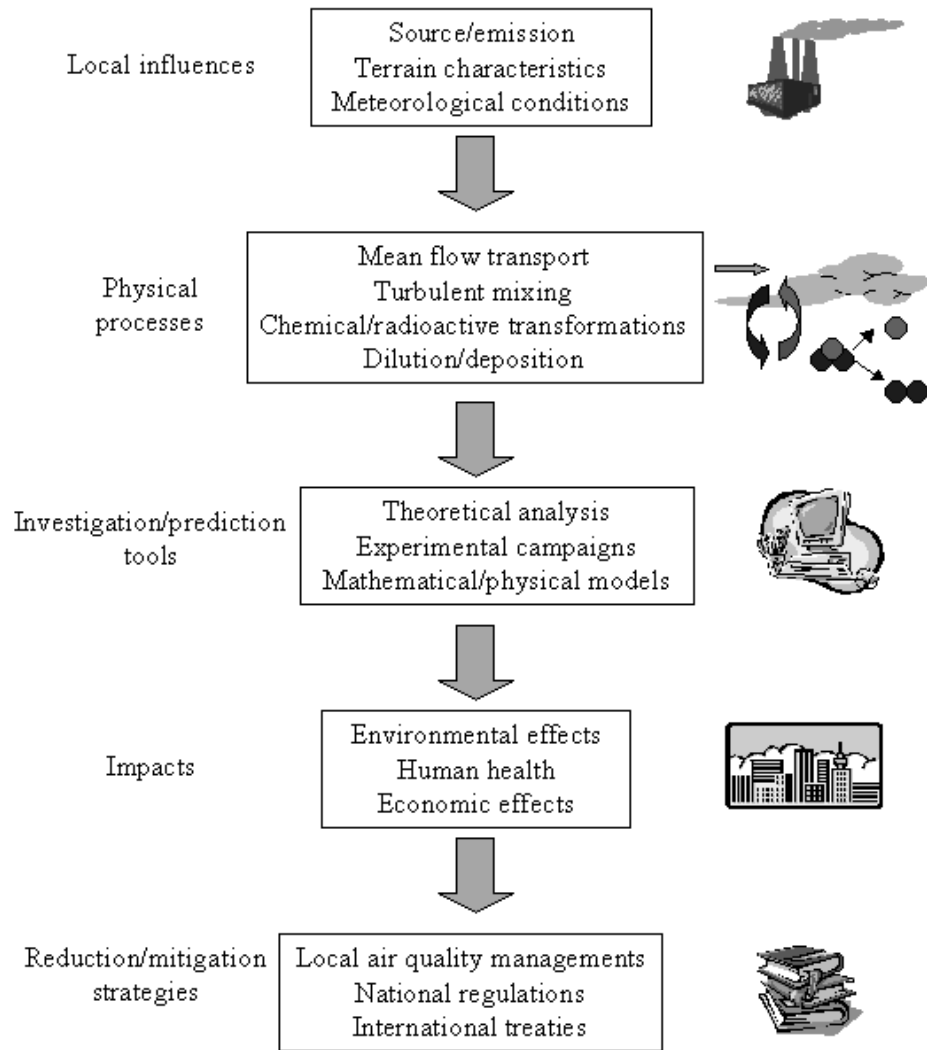 Local influences
Source/emission
Terrain characteristics
Meteorological conditions
Physical
processes
Mean flow transport
Turbulent mixing
Chemical/radioactive transformations
Dilution/deposition
Investigation/prediction
tools
Theoretical analysis
Experimental campaigns
Mathematical/physical models
Impacts
Environmental effects
Human health
Economic effects
Reduction/mitigation
strategies
Local air quality managements
National regulations
International treaties